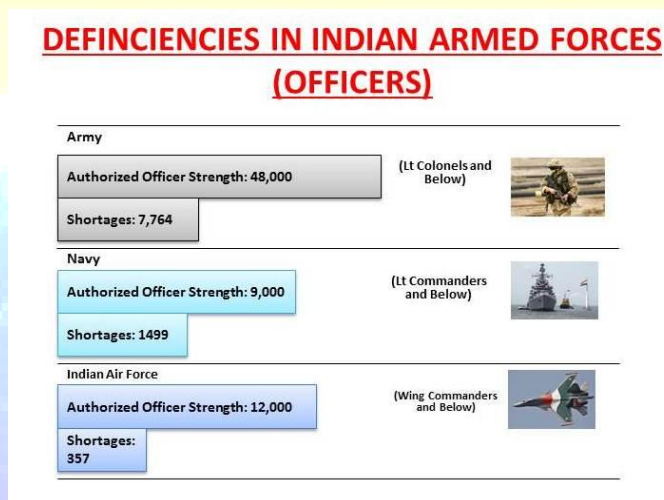 DEFINCIENCIES IN INDIAN ARMED FORCES
(OFFICERS)
Army
Authorized Officer Strength: 48,000
(Lt Colonels and
Below)
Shortages: 7,764
Navy
Authorized Officer Strength: 9,000
(Lt Commanders
and Below)
Shortages: 1499
Indian Air Force
Authorized Officer Strength: 12,000
(Wing Commanders
and Below)
Shortages:
357